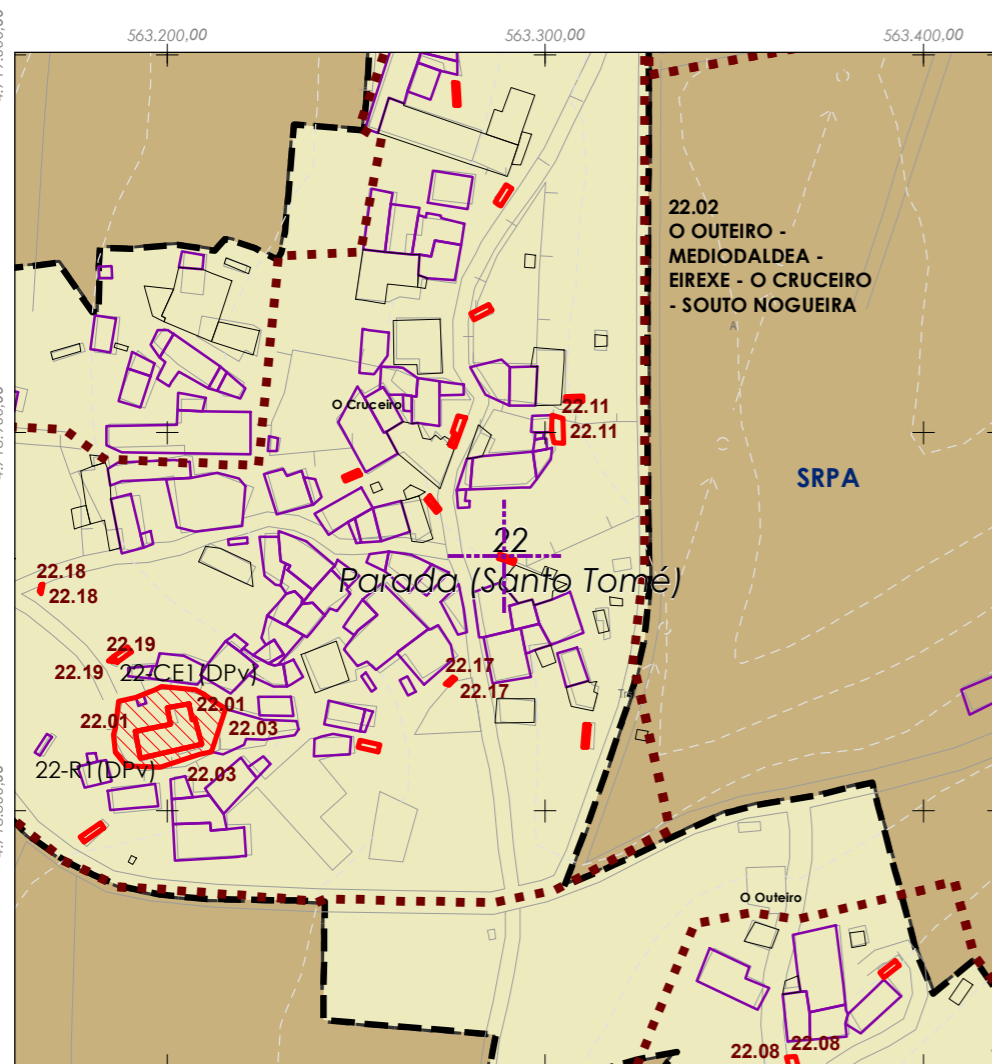 563.200,00
563.300,00
563.400,00
22.02
O OUTEIRO -
MEDIODALDEA -
EIREXE - O CRUCEIRO
- SOUTO NOGUEIRA
A
O Cruceiro
22.11
22.11
SRPA
22
Parada (Santo Tomé)
22.18
22.18
22.19
22.19
22-CE1(DPv)
22.17
22.17
22.01
22.01
22.03
22-R1(DPv)
22.03
O Outeiro
22.08
22.08